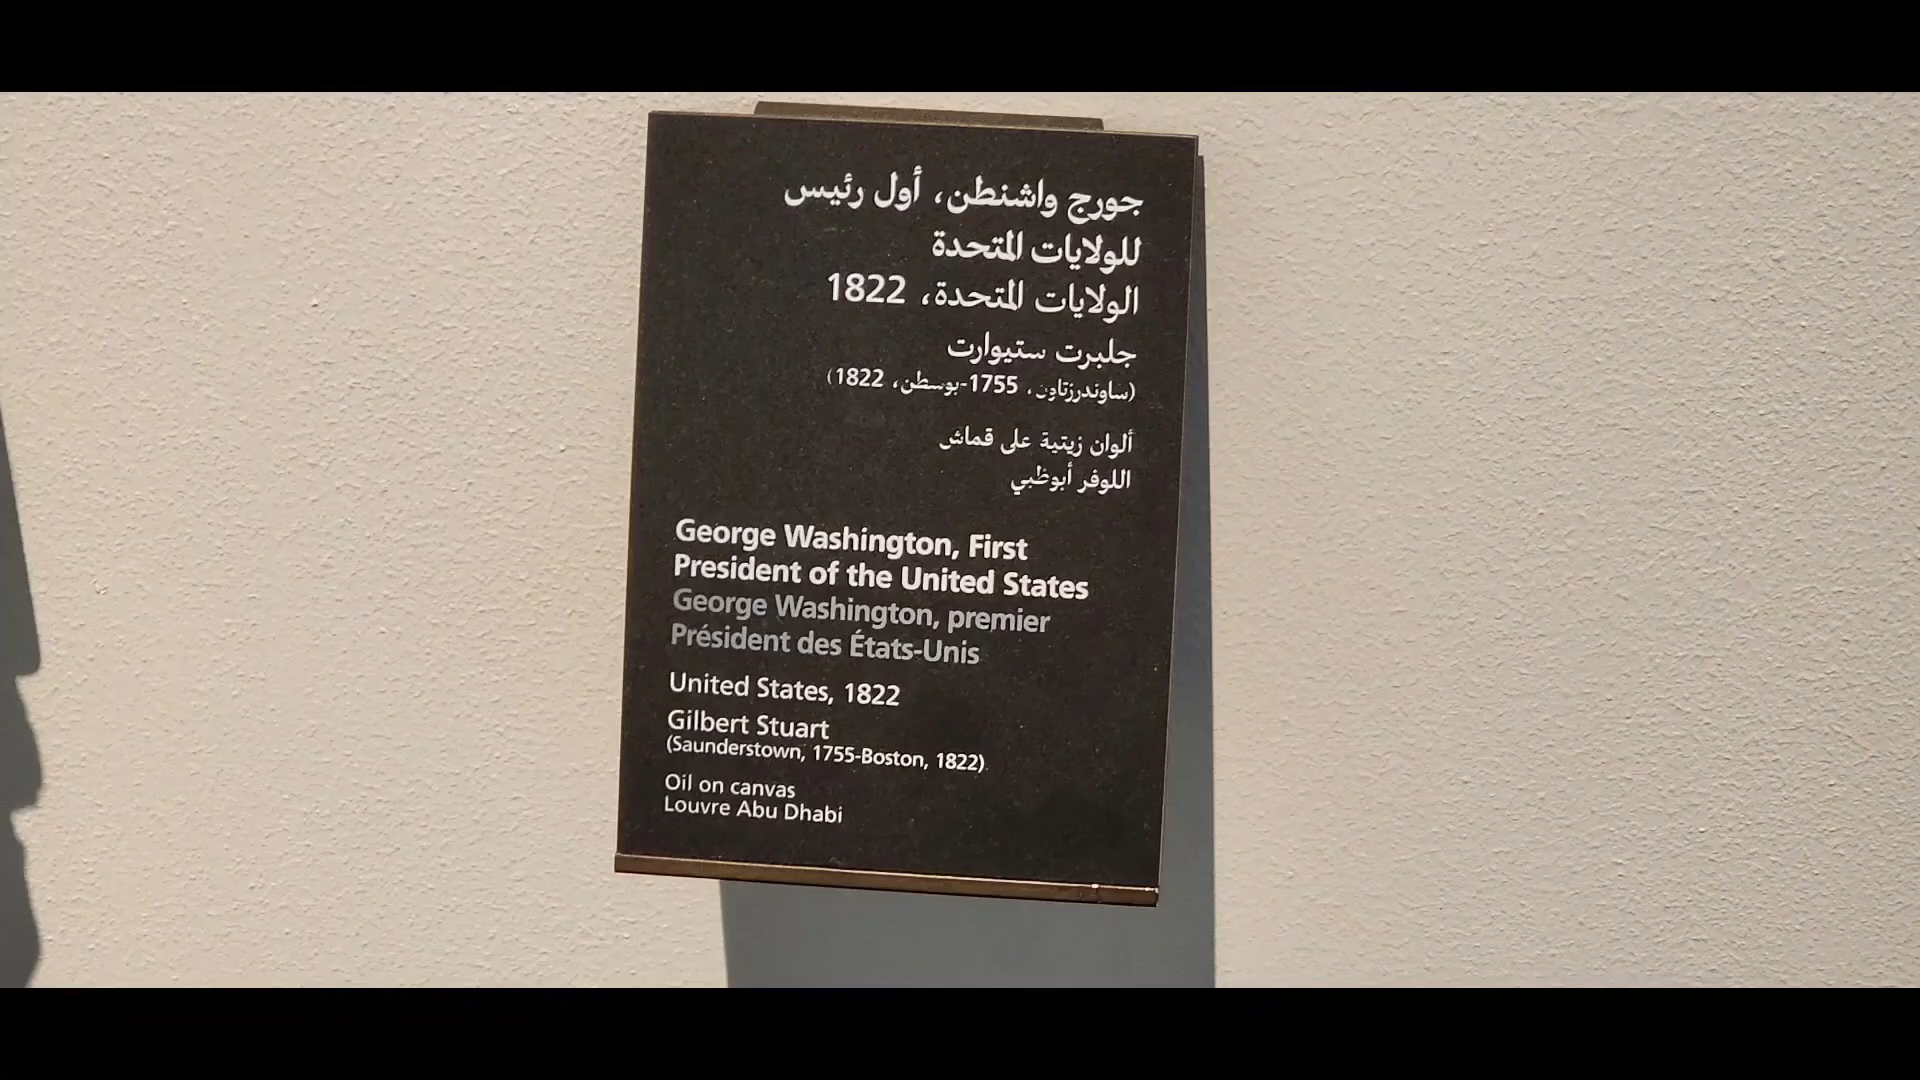 جورج واشنطن، أول رئيس
للولايات المتحدة
الولايات المتحدة، 1822
جلبرت ستيوارت
(ساوندرزتاون، 1755-بوسطن، 1822)
ألوان زيتية على قماش
اللوفر أبوظبي
George Washington, First
President of the United States
George Washington, premier
Président des États-Unis
United States, 1822
Gilbert Stuart
(Saunderstown, 1755-Boston, 1822)
Oil on canvas
Louvre Abu Dhabi